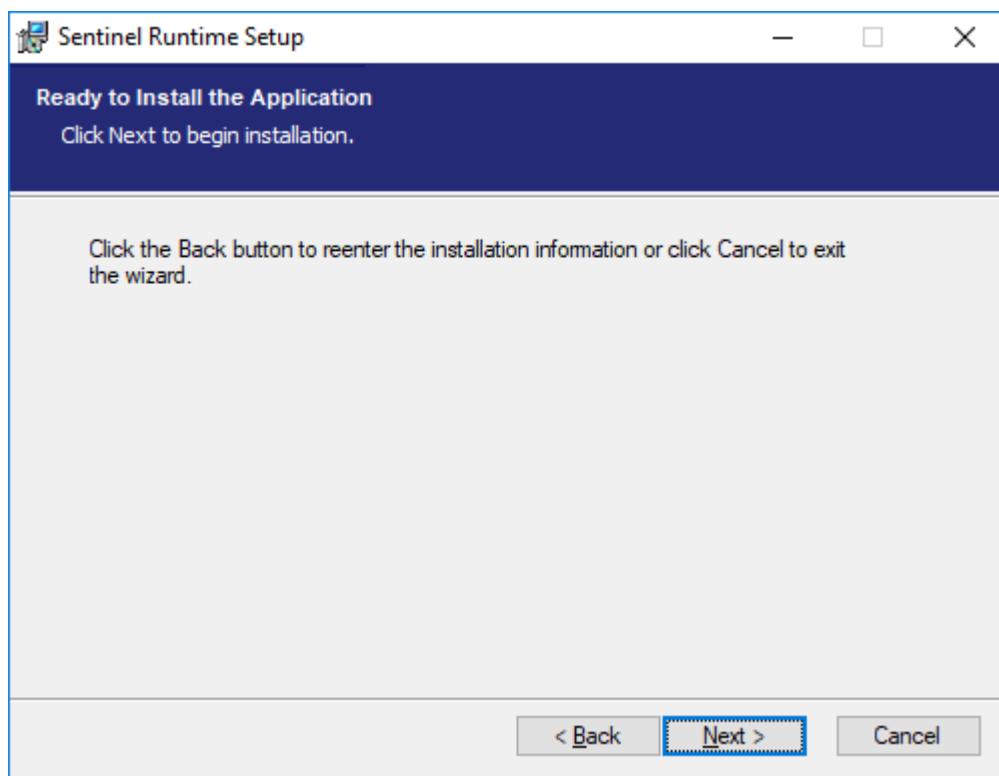 Sentinel Runtime Setup
Ready to Install the Application
Click Next to begin installation.
Click the Back button to reenter the installation information or click Cancel to exit
the wizard.
< Back
Next >
Cancel